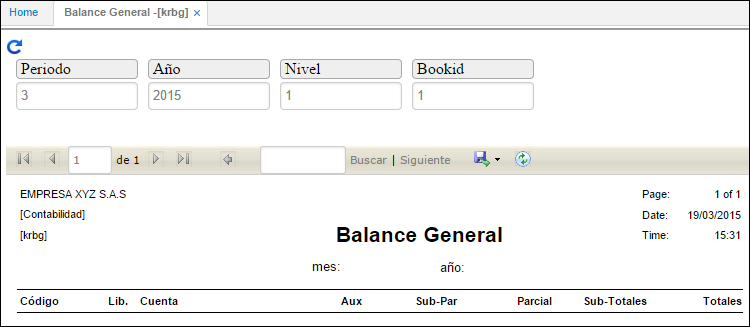 Home Balance General -[krbg] ×
Periodo Año Nivel Bookid
3 2015 1 1
1 de 1 Buscar | Siguiente
EMPRESA XYZ S.A.S Page: 1 of 1
[Contabilidad] Date: 19/03/2015
[krbg] Balance General Time: 15:31
mes: año:
Código Lib. Cuenta Aux Sub-Par Parcial Sub-Totales Totales